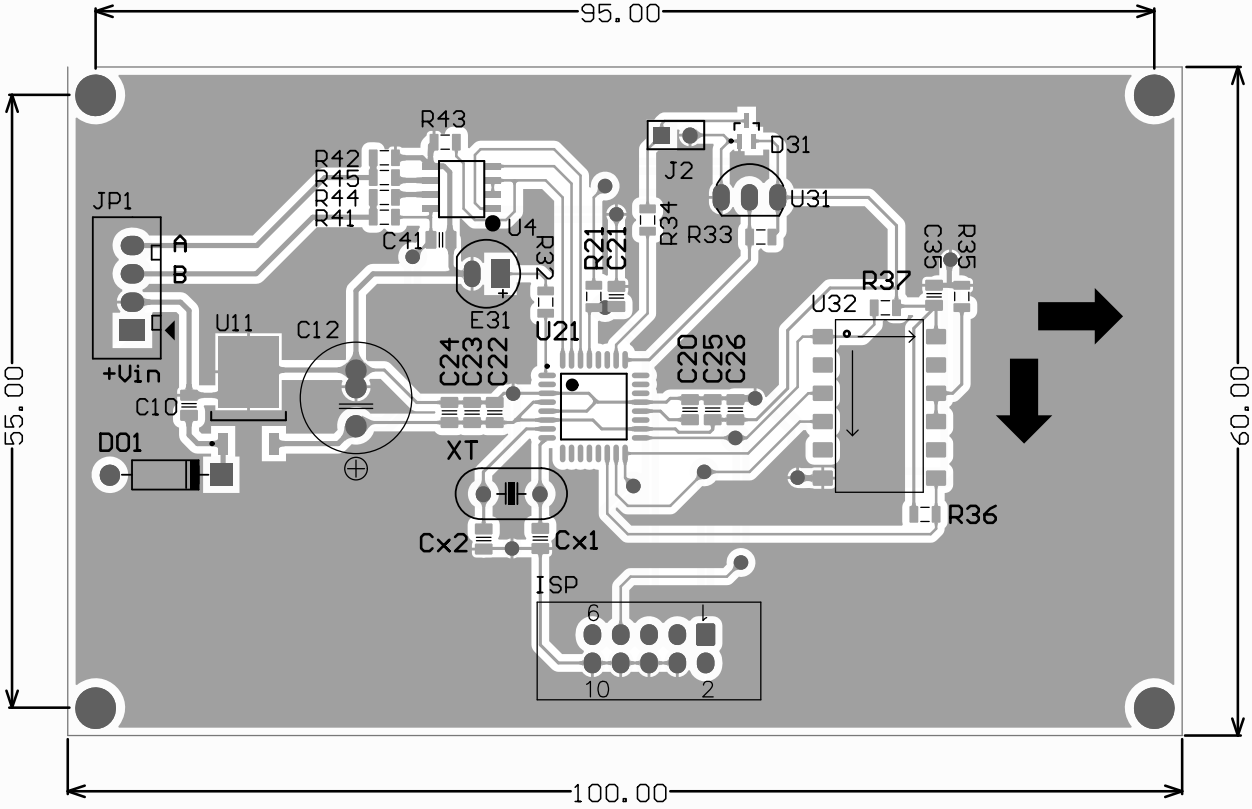 95.00
R43
R42
D31
R45
J2
R44
U31
JP1
R41
U4
R34
R33
C41
A
R32
R21
C21
C35
R35
B
R37
E31
+
U32
U11
C12
U21
+Vin
C24
C23
C22
C20
C25
C26
C10
55.00
60.00
D01
XT
R36
Cx2
Cx1
ISP
6
1
10
2
100.00